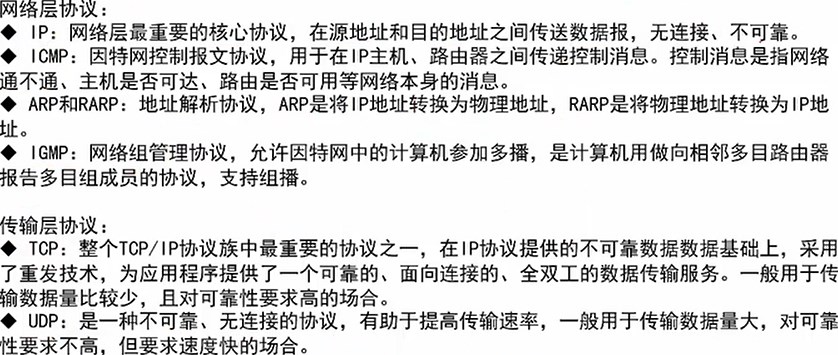 网络层协议：
◆ IP：网络层最重要的核心协议，在源地址和目的地址之间传送数据报，无连接、不可靠。
◆ ICMP：因特网控制报文协议，用于在IP主机、路由器之间传递控制消息。控制消息是指网络
通不通、主机是否可达、路由是否可用等网络本身的消息。
◆ ARP和RARP：地址解析协议，ARP是将IP地址转换为物理地址，RARP是将物理地址转换为IP地
址。
◆ IGMP：网络组管理协议，允许因特网中的计算机参加多播，是计算机用做向相邻多目路由器
报告多目组成员的协议，支持组播。
传输层协议：
◆ TCP：整个TCP/IP协议族中最重要的协议之一，在IP协议提供的不可靠数据数据基础上，采用
了重发技术，为应用程序提供了一个可靠的、面向连接的、全双工的数据传输服务。一般用于传
输数据量比较少，且对可靠性要求高的场合。
◆ UDP：是一种不可靠、无连接的协议，有助于提高传输速率，一般用于传输数据量大，对可靠
性要求不高，但要求速度快的场合。